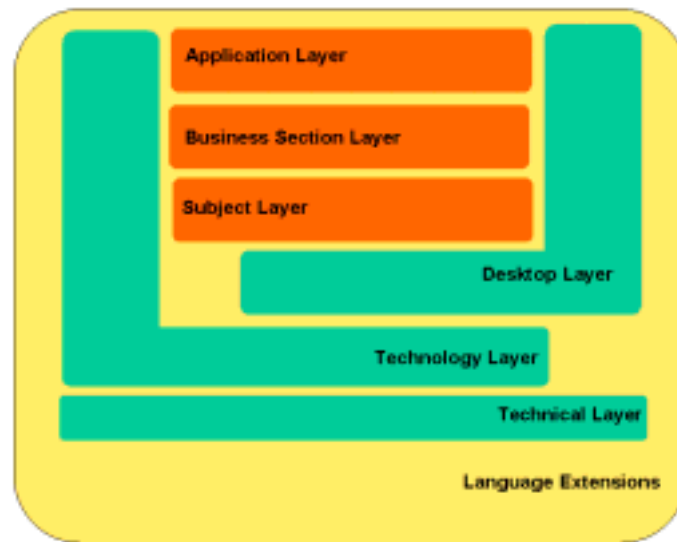 Application Layer
Business Section Layer
Subject Layer
Desktop Layer
Technology Layer
Technical Layer
Language Extensions